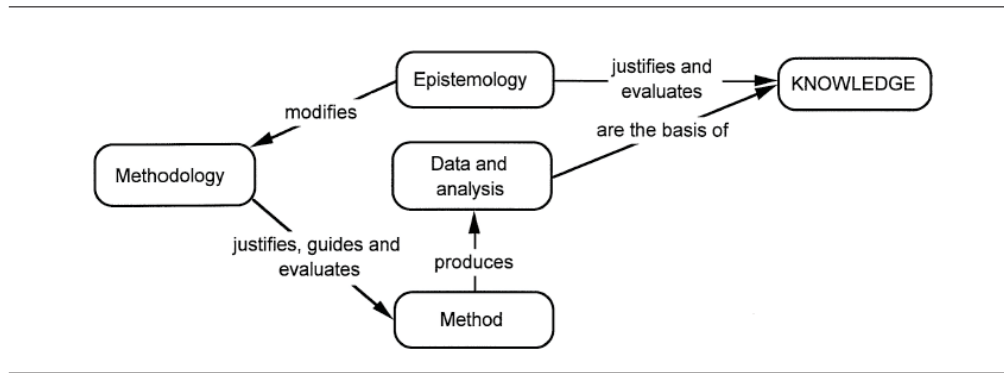 Epistemology
justifies and
evaluates
KNOWLEDGE
modifies
are the basis of
Methodology
Data and
analysis
justifies, guides and
evaluates
produces
Method